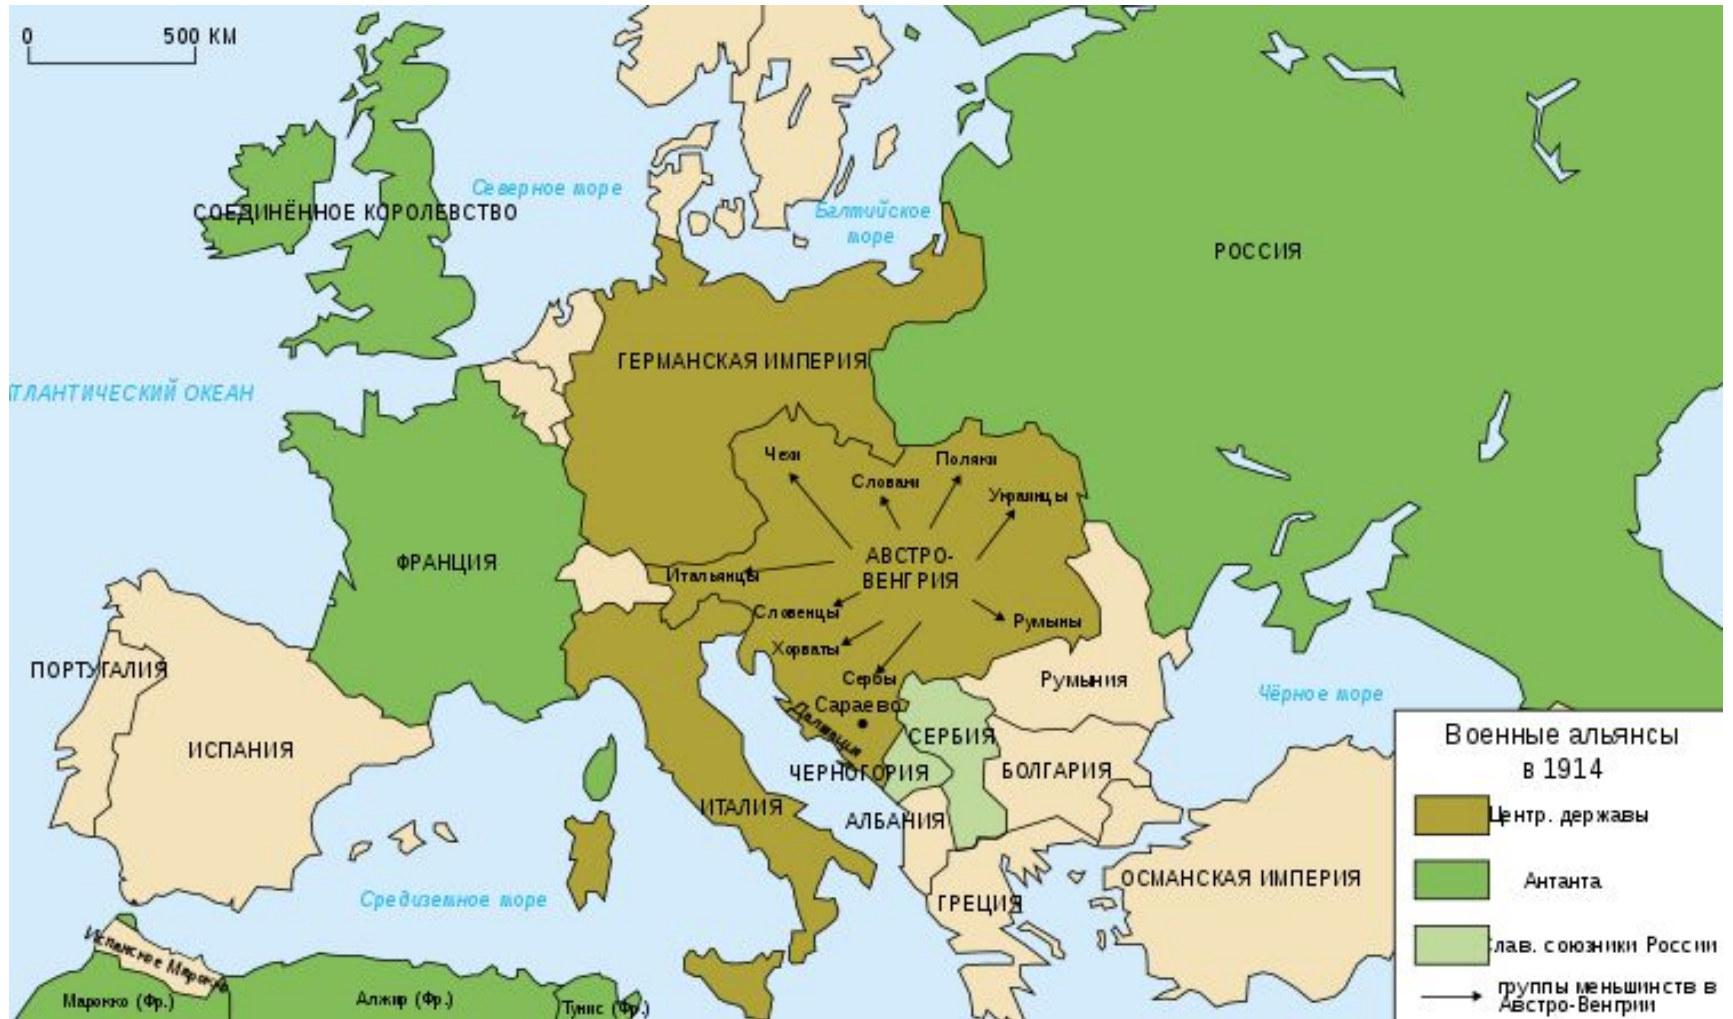 0 500 КМ
Северное море
СОЕДИНЁННОЕ КОРОЛЕВСТВО
Балтийское
море
РОССИЯ
ГЕРМАНСКАЯ ИМПЕРИЯ
ТЛАНТИЧЕСКИЙ ОКЕАН
Чехи
Поляки
Словаки
Украинцы
ФРАНЦИЯ
АВСТРО-
ВЕНГРИЯ
Итальянцы
Словенцы
Румыны
Хорваты
ПОРТУГАЛИЯ
Сербы
Румыния
Чёрное море
Сараево
Далмация
СЕРБИЯ
ИСПАНИЯ
ЧЕРНОГОРИЯ
БОЛГАРИЯ
ИТАЛИЯ
АЛБАНИЯ
ОСМАНСКАЯ ИМПЕРИЯ
Средиземное море
ГРЕЦИЯ
Испанское Марокко
Марокко (Фр.)
Алжир (Фр.)
Тунис (Фр.)
Военные альянсы
в 1914
Центр. державы
Антанта
Слав. союзники России
группы меньшинств в
Австро-Венгрии